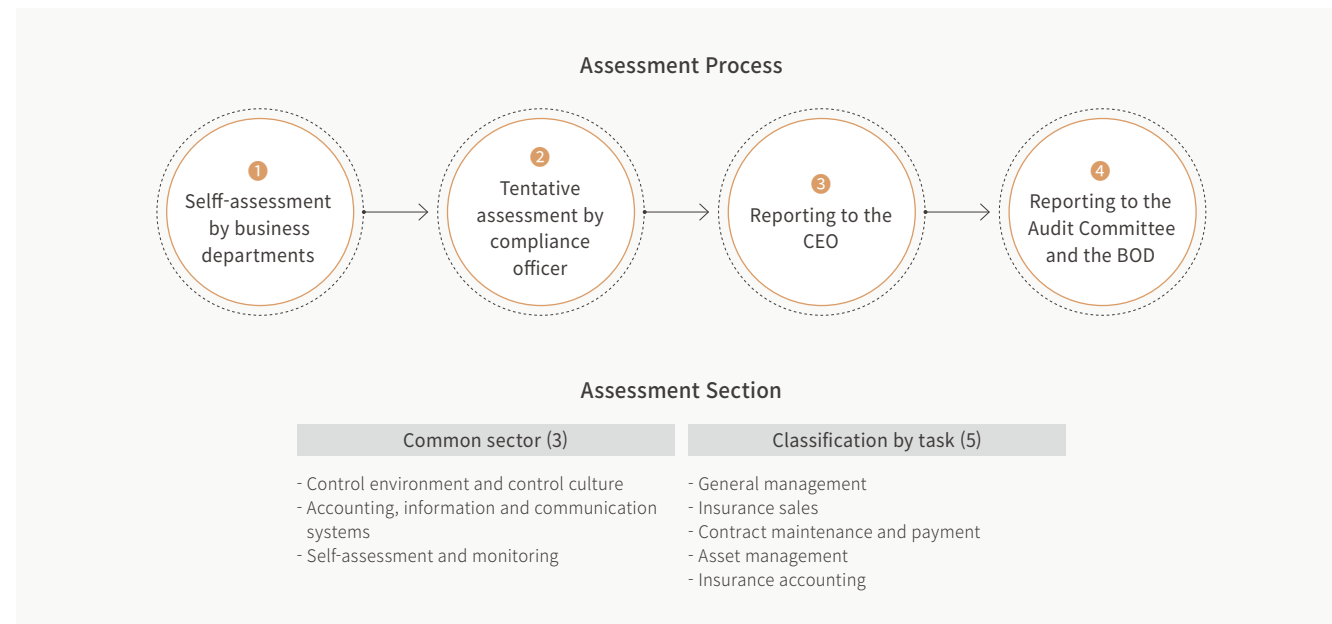 Assessment Process
1
Selff-assessment
by business
departments
2
Tentative
assessment by
compliance
officer
3
Reporting to the
CEO
4
Reporting to the
Audit Committee
and the BOD
Assessment Section
Common sector (3)
- Control environment and control culture
- Accounting, information and communication
systems
- Self-assessment and monitoring
Classification by task (5)
- General management
- Insurance sales
- Contract maintenance and payment
- Asset management
- Insurance accounting